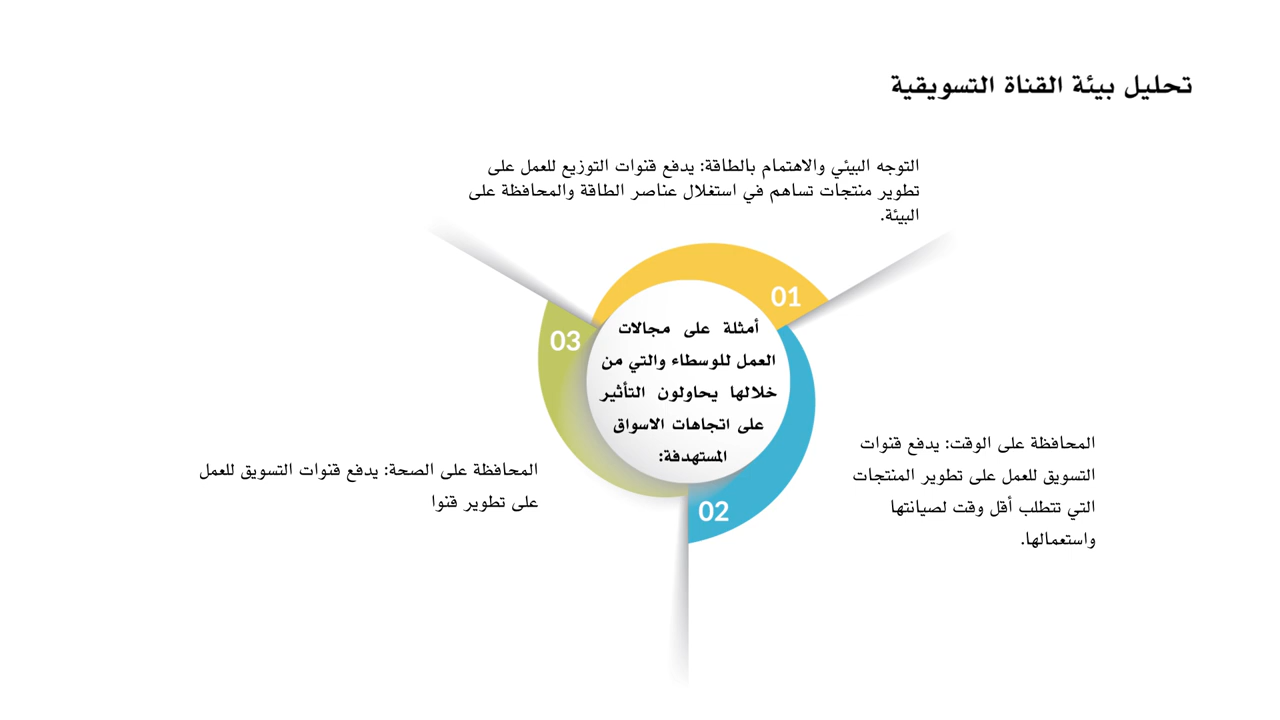 تحليل بيئة القناة التسويقية
التوجه البيئي والاهتمام بالطاقة: يدفع قنوات التوزيع للعمل على
تطوير منتجات تساهم في استغلال عناصر الطاقة والمحافظة على
البيئة.
01
03
أمثلة على مجالات
العمل للوسطاء والتي من
خلالها يحاولون التأثير
على اتجاهات الاسواق
المستهدفة:
02
المحافظة على الوقت: يدفع قنوات
التسويق للعمل على تطوير المنتجات
التي تتطلب أقل وقت لصيانتها
واستعمالها.
المحافظة على الصحة: يدفع قنوات التسويق للعمل
على تطوير قنوا